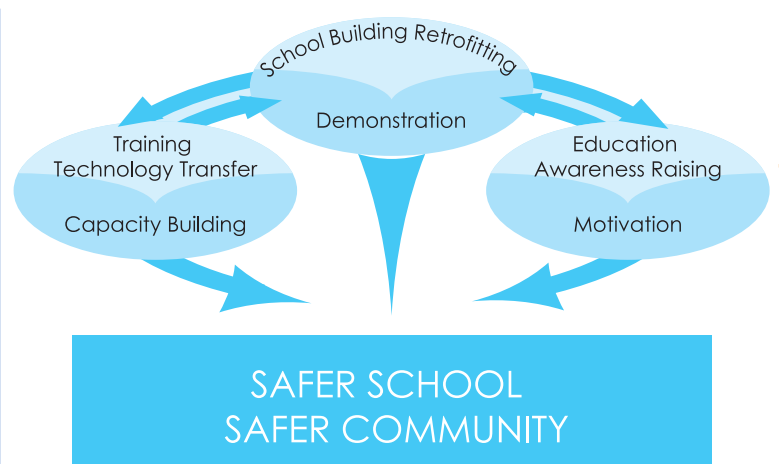 School Building Retrofitting
Demonstration
Training
Technology Transfer
Capacity Building
Education
Awareness Raising
Motivation
SAFER SCHOOL
SAFER COMMUNITY